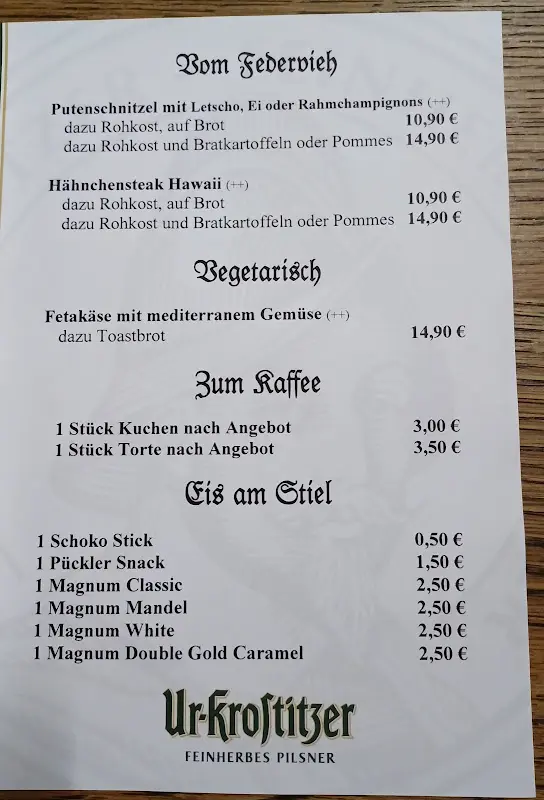 Vom Federvieh
Putenschnitzel mit Letscho, Ei oder Rahmchampignons (++)
dazu Rohkost, auf Brot 10,90 €
dazu Rohkost und Bratkartoffeln oder Pommes 14,90 €
Hähnchensteak Hawaii (++)
dazu Rohkost, auf Brot 10,90 €
dazu Rohkost und Bratkartoffeln oder Pommes 14,90 €
Vegetarisch
Fetakäse mit mediterranem Gemüse (++)
dazu Toastbrot 14,90 €
Zum Kaffee
1 Stück Kuchen nach Angebot 3,00 €
1 Stück Torte nach Angebot 3,50 €
Eis am Stiel
1 Schoko Stick 0,50 €
1 Pückler Snack 1,50 €
1 Magnum Classic 2,50 €
1 Magnum Mandel 2,50 €
1 Magnum White 2,50 €
1 Magnum Double Gold Caramel 2,50 €
Ur-Kroſtitzer
FEINHERBES PILSNER